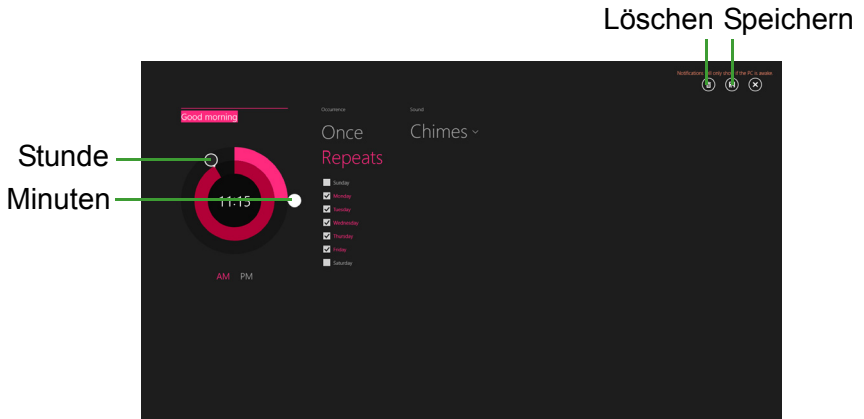 Löschen Speichern
Notifications will only show if the PC is awake
Good morning
Occurrence
Sound
Once
Chimes
Repeats
Stunde
Sunday
Monday
Minuten
11:15
Tuesday
Wednesday
Thursday
Friday
Saturday
AM PM